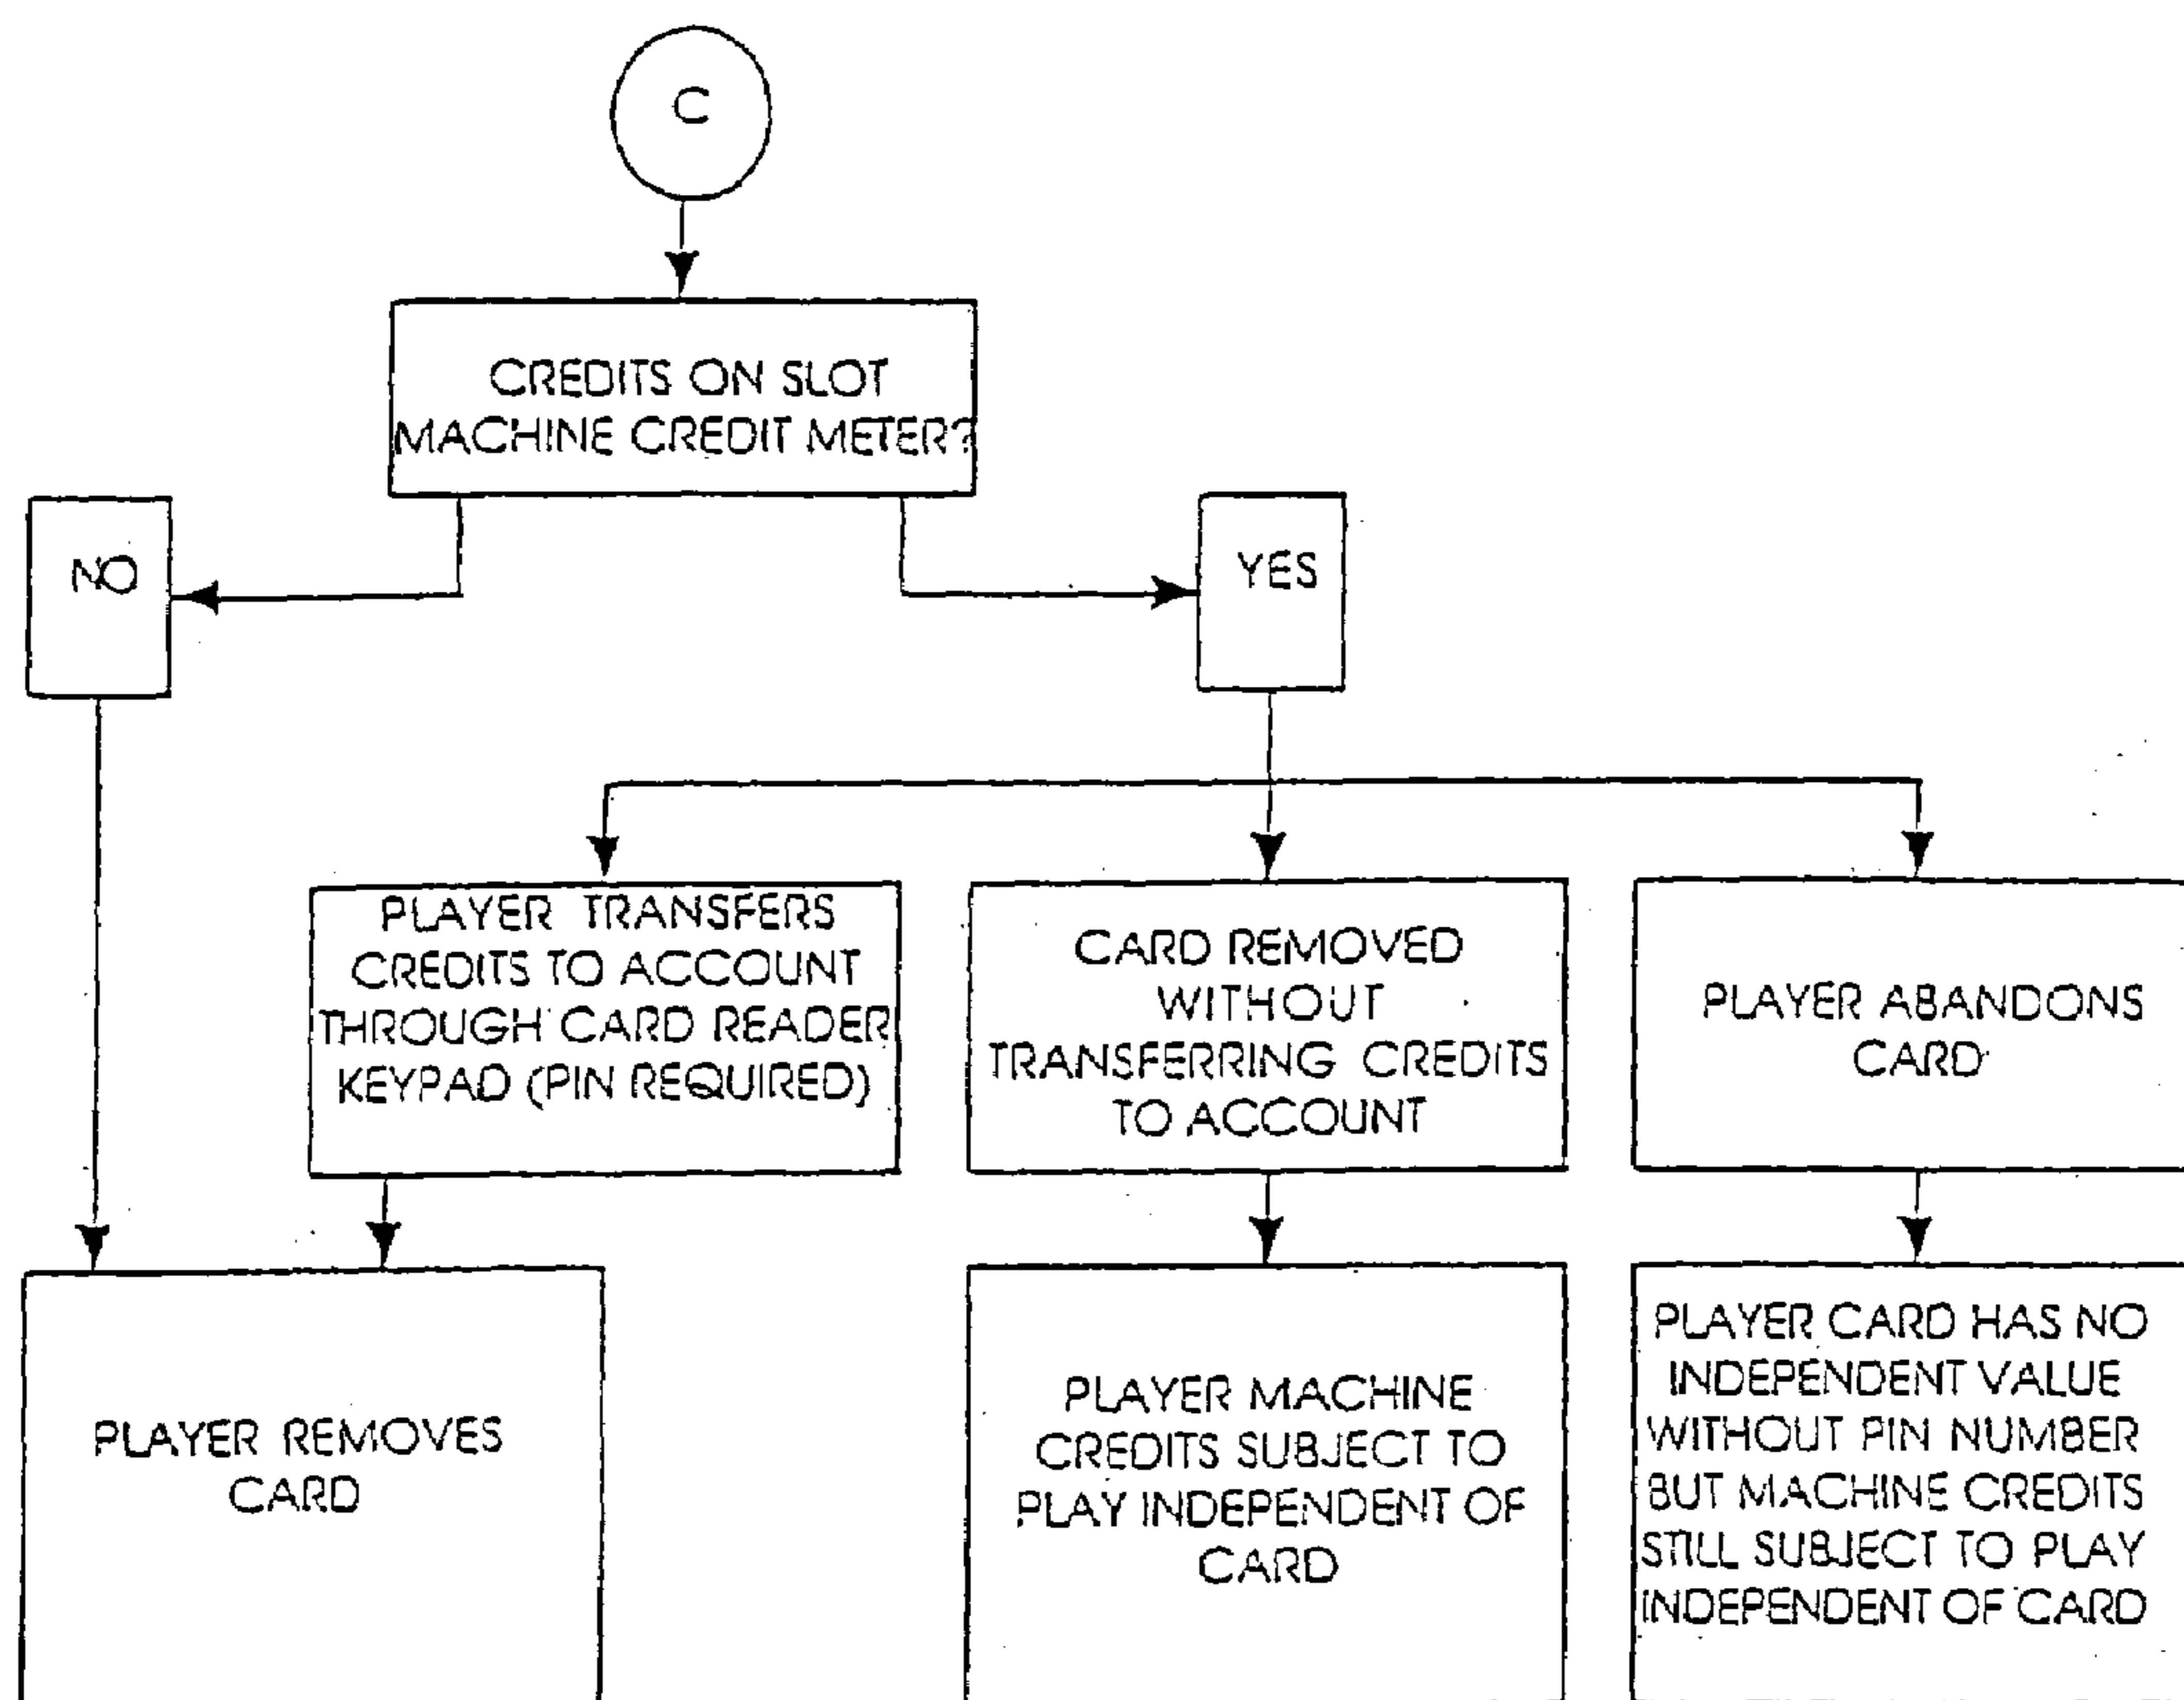 C
CREDITS ON SLOT
MACHINE CREDIT METER?
NO
YES
PLAYER TRANSFERS
CREDITS TO ACCOUNT
THROUGH CARD READER
KEYPAD (PIN REQUIRED)
CARD REMOVED
WITHOUT
TRANSFERRING CREDITS
TO ACCOUNT
PLAYER ABANDONS
CARD
PLAYER REMOVES
CARD
PLAYER MACHINE
CREDITS SUBJECT TO
PLAY INDEPENDENT OF
CARD
PLAYER CARD HAS NO
INDEPENDENT VALUE
WITHOUT PIN NUMBER
BUT MACHINE CREDITS
STILL SUBJECT TO PLAY
INDEPENDENT OF CARD